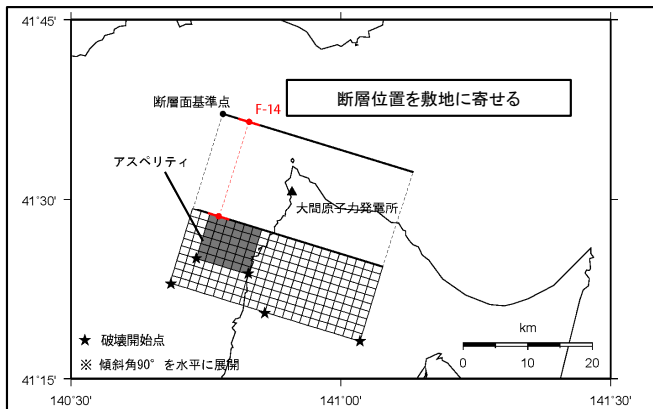 41°45'
断層位置を敷地に寄せる
断層面基準点
F-14
アスペリティ
41°30'
大間原子力発電所
km
★ 破壊開始点
0 10 20
※ 傾斜角90°を水平に展開
41°15'
140°30' 141°00' 141°30'